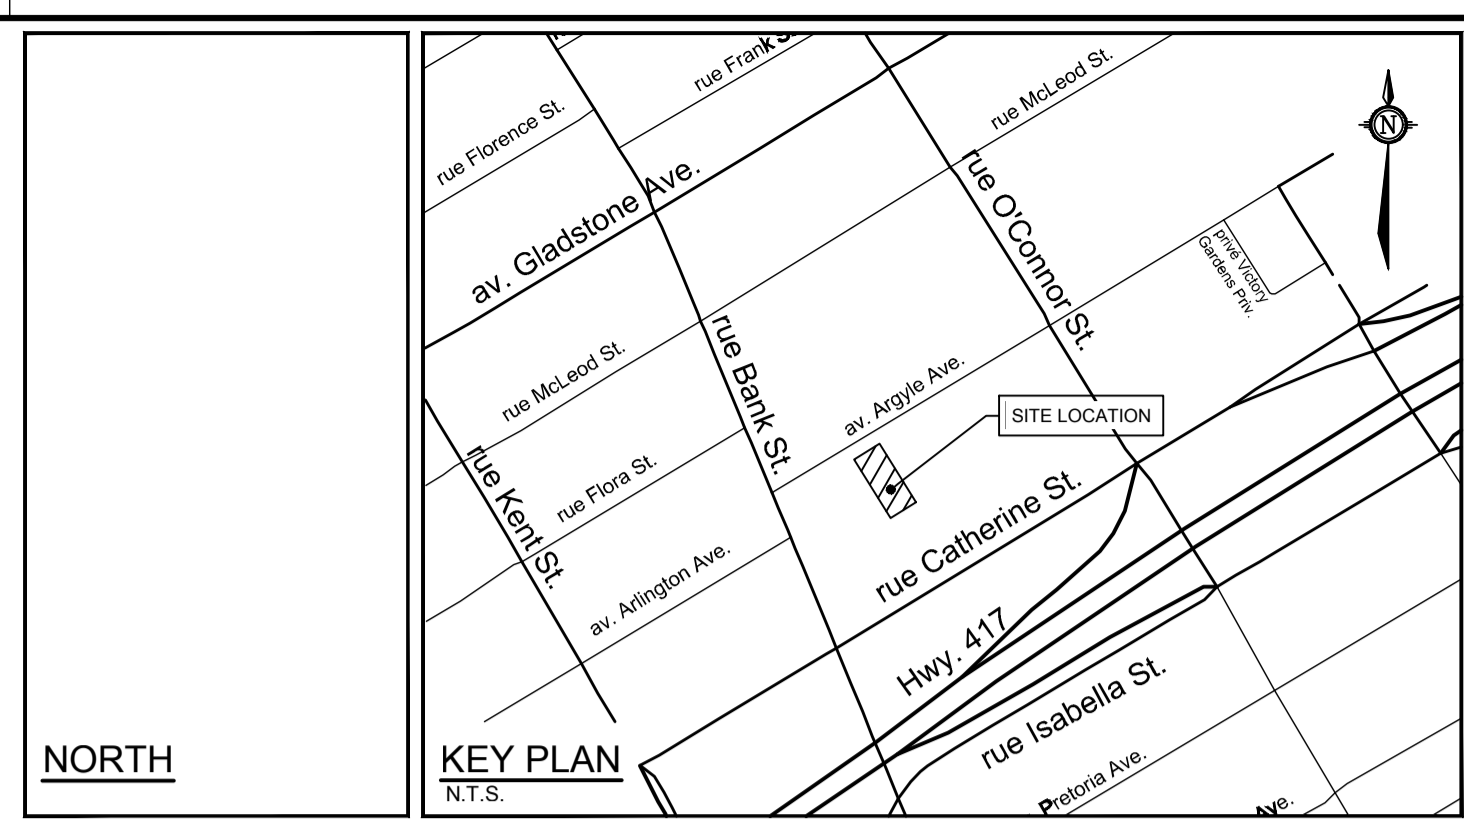 rue Frank S
rue McLeod St.
rue Florence St.
N
av. Gladstone Ave.
rue O'Connor St.
privé Victory
Gardens Priv.
rue McLeod St.
rue Bank St.
av. Argyle Ave.
SITE LOCATION
rue Kent St.
rue Flora St.
rue Catherine St.
av. Arlington Ave.
Hwy. 417
rue Isabella St.
Pretoria Ave.
Ave.
NORTH
KEY PLAN
N.T.S.